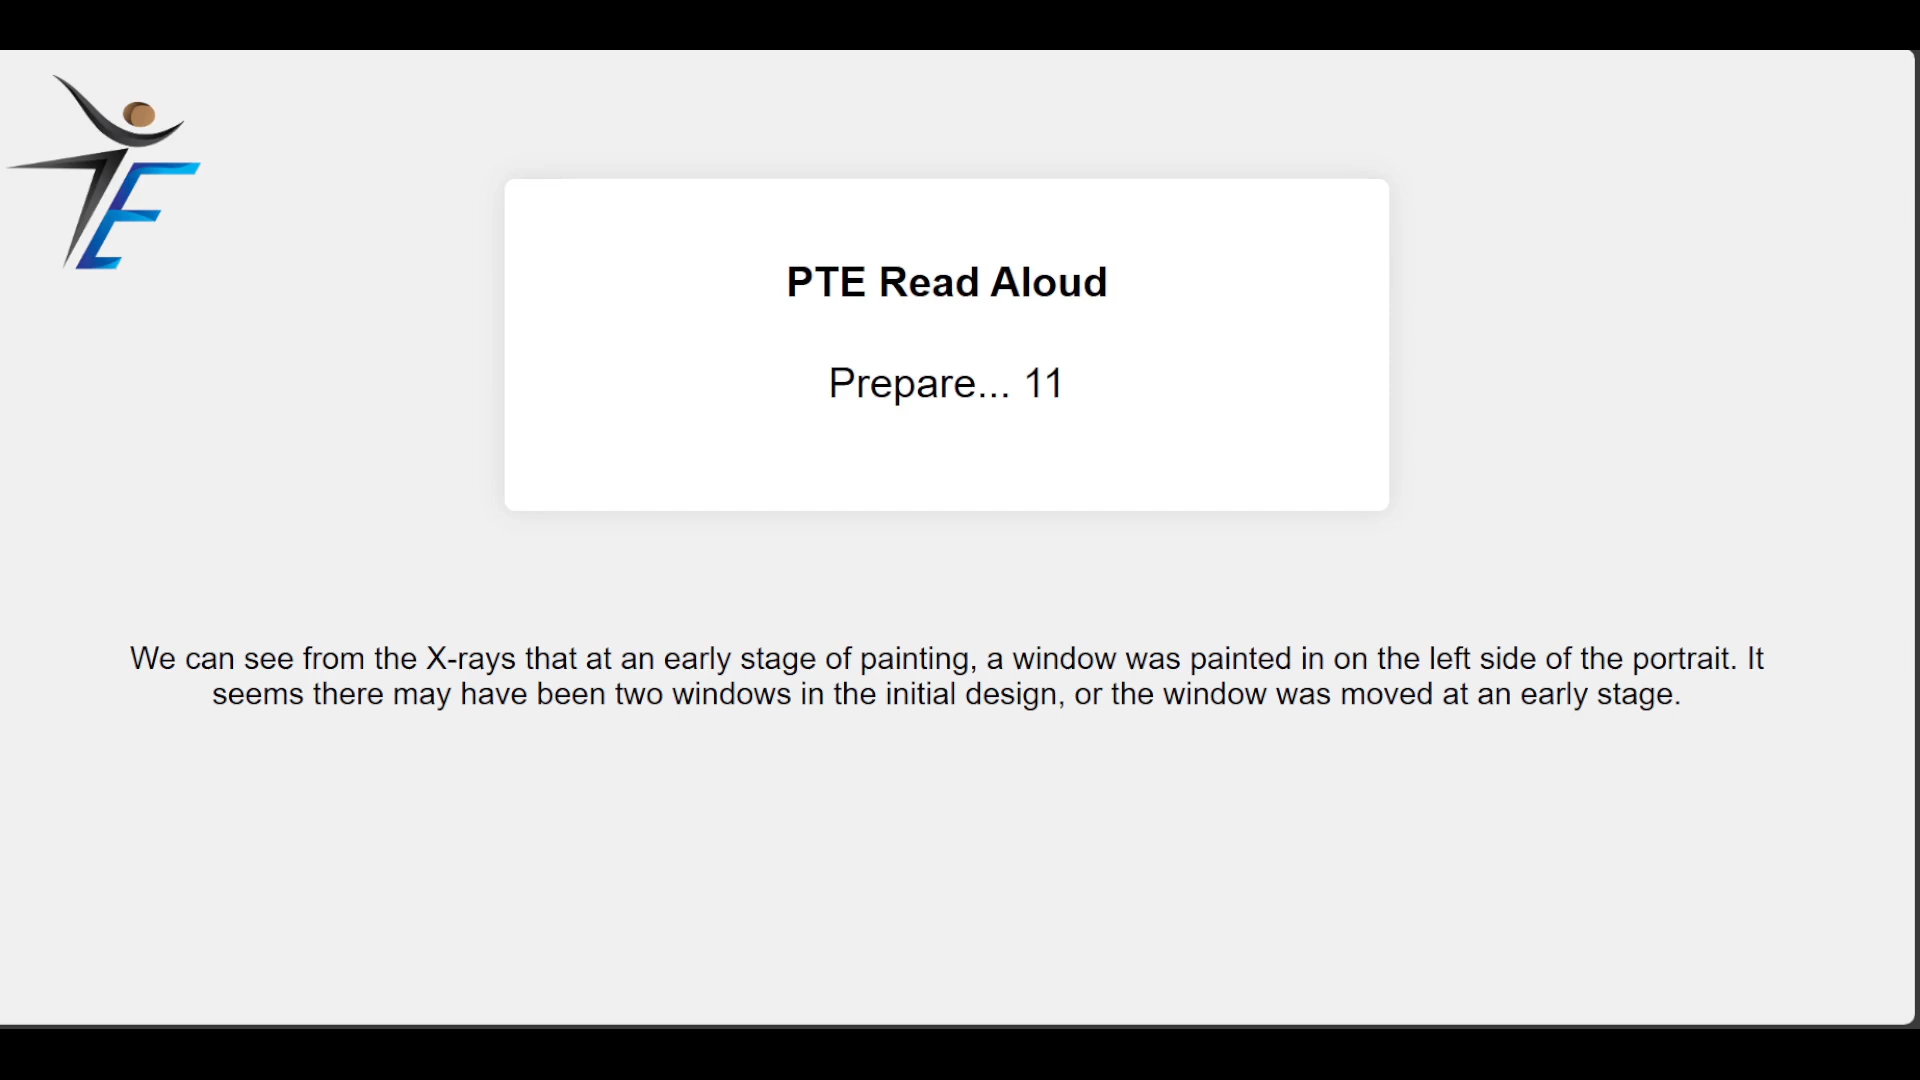 E
PTE Read Aloud
Prepare... 11
We can see from the X-rays that at an early stage of painting, a window was painted in on the left side of the portrait. It
seems there may have been two windows in the initial design, or the window was moved at an early stage.